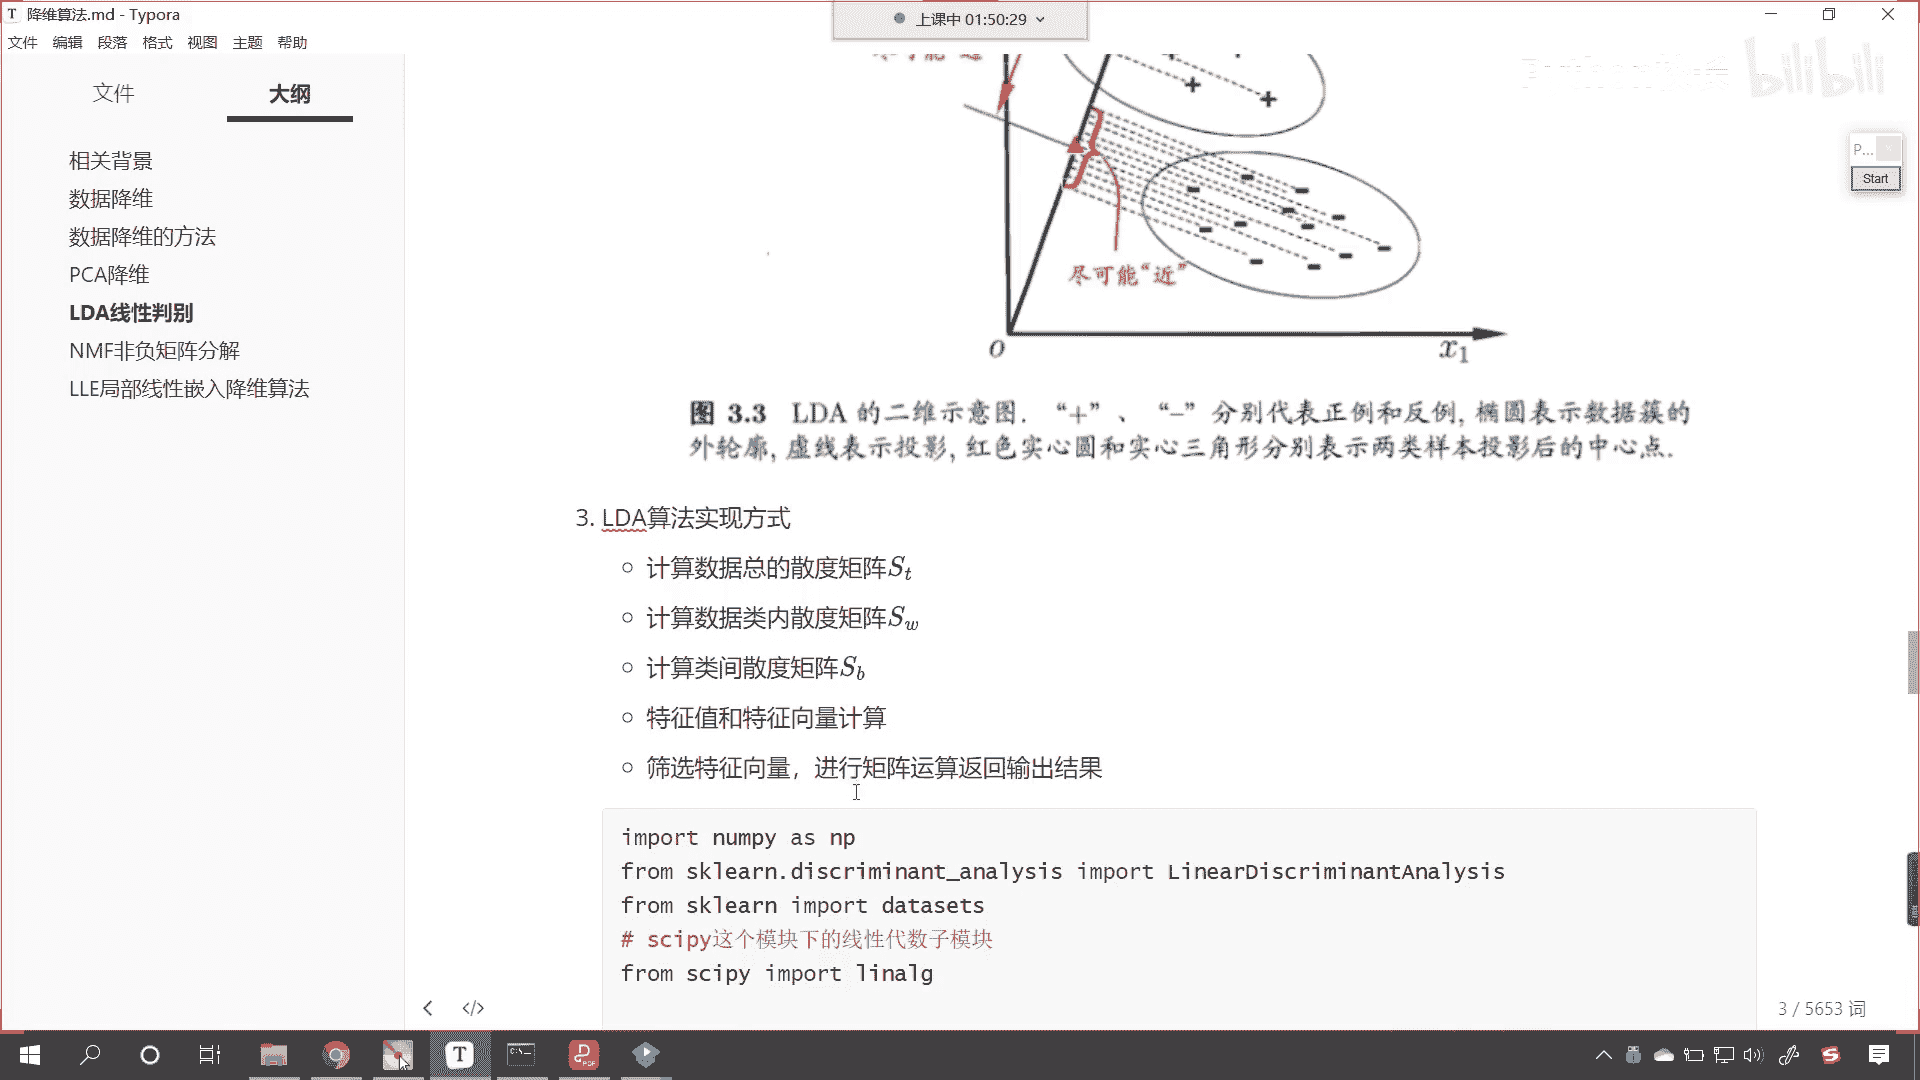 降维算法.md - Typora
上课中 01:50:29
文件 编辑 段落 格式 视图 主题 帮助
文件 大纲
相关背景
数据降维
数据降维的方法
PCA降维
LDA线性判别
NMF非负矩阵分解
LLE局部线性嵌入降维算法
bilibili
P...
Start
尽可能“近”
O
x1
图 3.3 LDA 的二维示意图. “+”、“-”分别代表正例和反例, 椭圆表示数据簇的
外轮廓, 虚线表示投影, 红色实心圆和实心三角形分别表示两类样本投影后的中心点.
3. LDA算法实现方式
计算数据总的散度矩阵St
计算数据类内散度矩阵Sw
计算类间散度矩阵Sb
特征值和特征向量计算
筛选特征向量，进行矩阵运算返回输出结果
import numpy as np
from sklearn.discriminant_analysis import LinearDiscriminantAnalysis
from sklearn import datasets
# scipy这个模块下的线性代数子模块
from scipy import linalg
3 / 5653 词